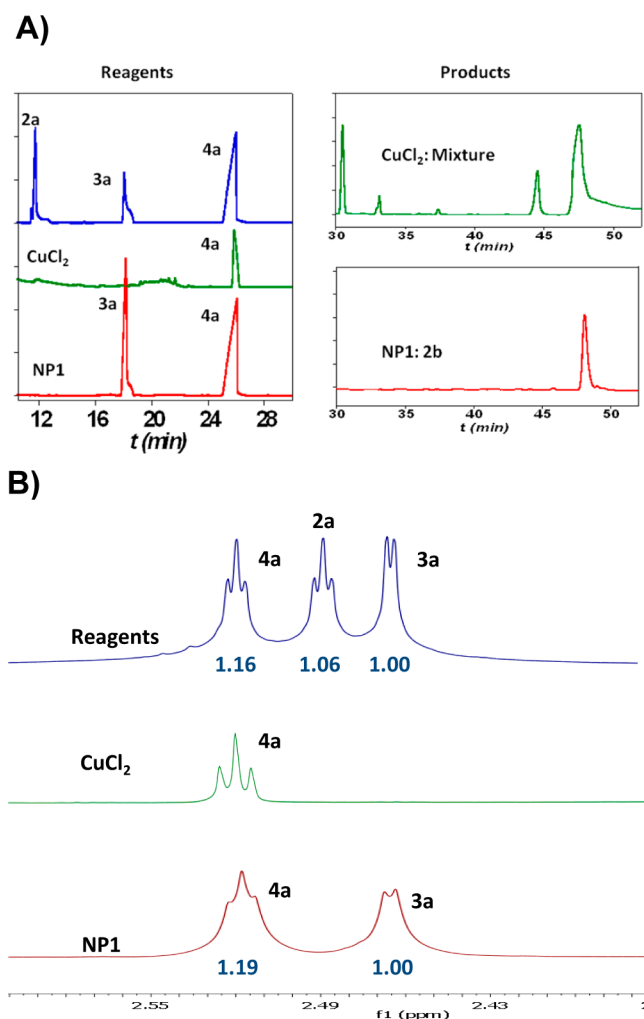 A)
Reagents
Products
2a
3a
4a
CuCl2
4a
3a
4a
NP1
12 16 20 24 28
t (min)
CuCl2: Mixture
30 35 40 45 50
t (min)
NP1: 2b
30 35 40 45 50
t (min)
B)
4a
2a
3a
Reagents
1.16 1.06 1.00
4a
CuCl2
4a
3a
NP1
1.19 1.00
2.55 2.49 2.43
f1 (ppm)